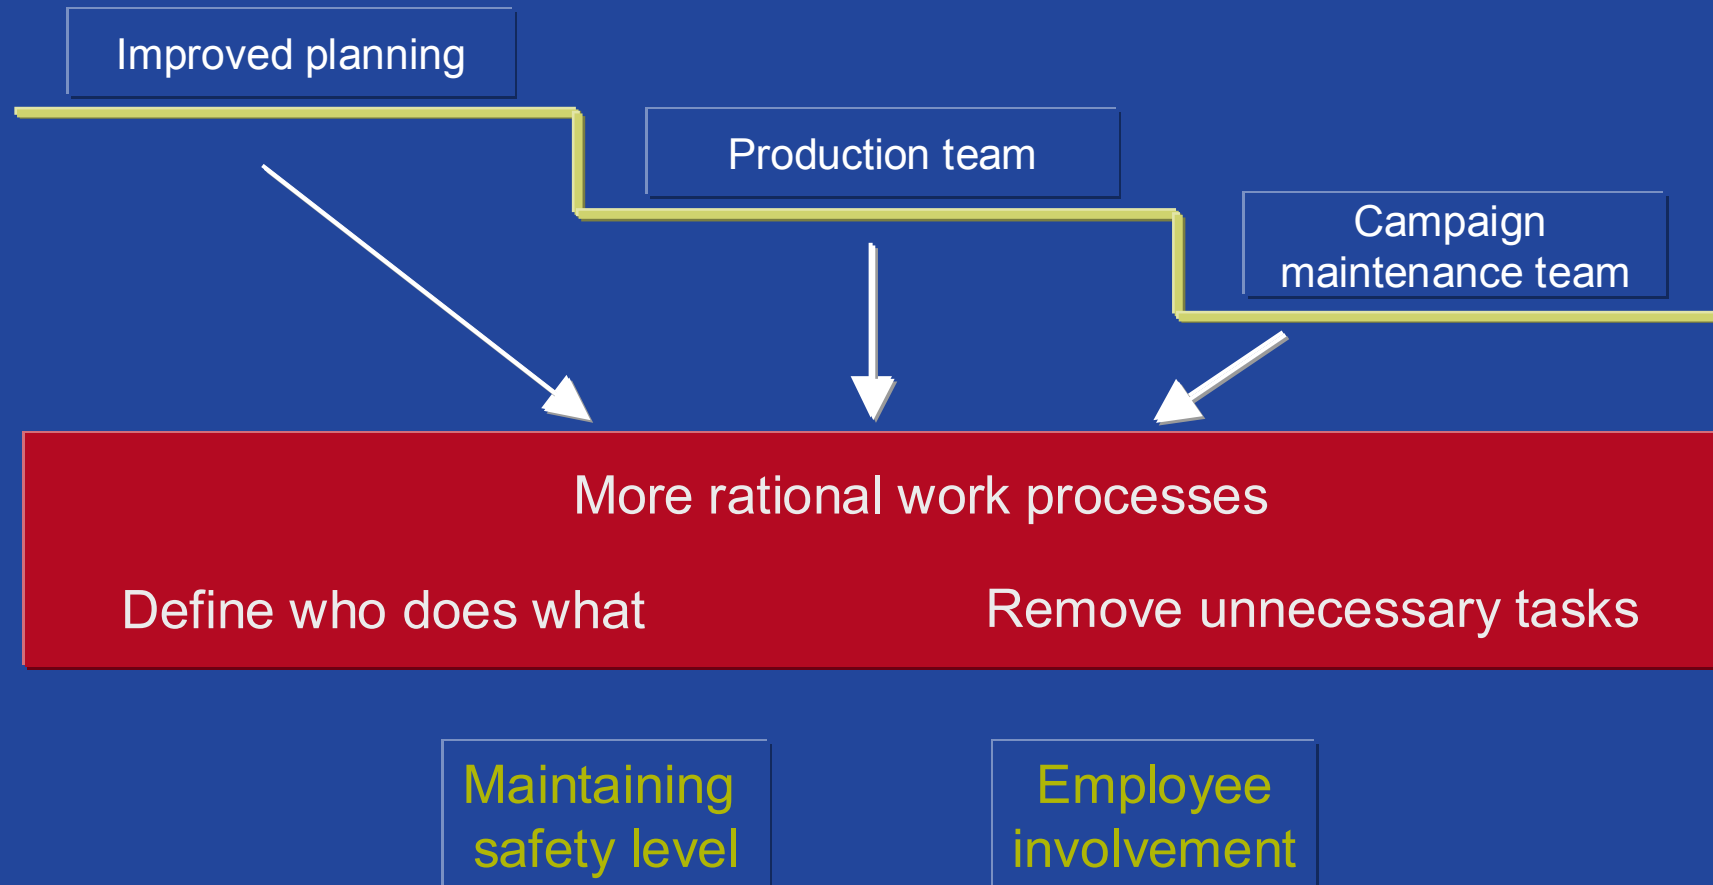 Improved planning
Production team
Campaign
maintenance team
More rational work processes
Define who does what
Remove unnecessary tasks
Maintaining
safety level
Employee
involvement